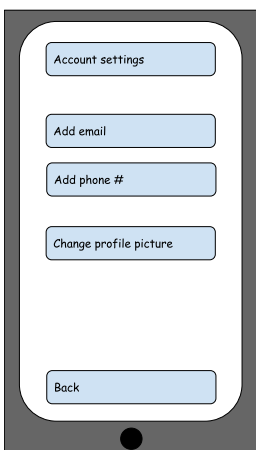 Account settings
Add email
Add phone #
Change profile picture
Back